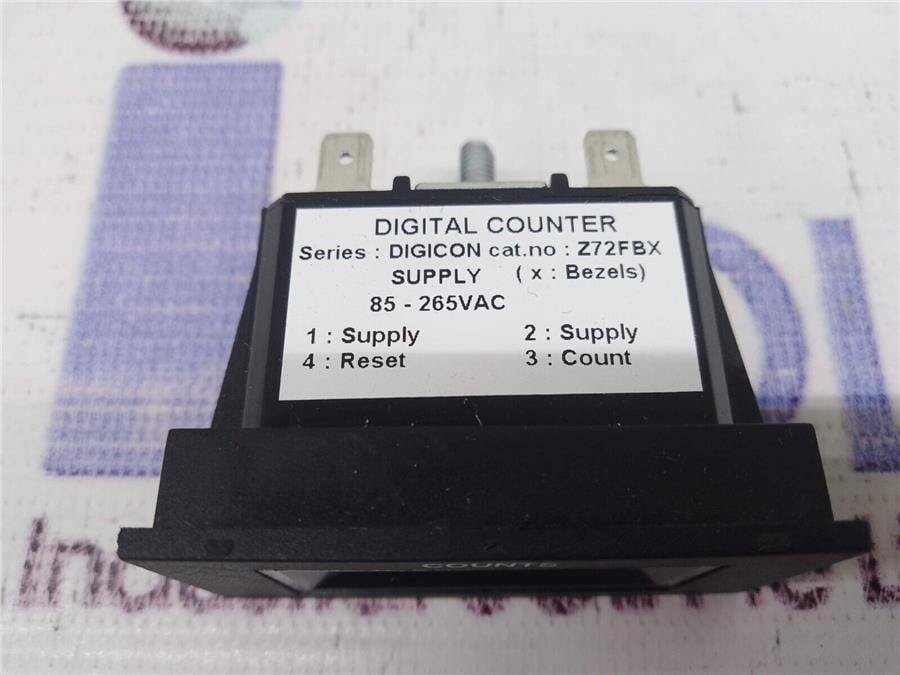 DIGITAL COUNTER
Series : DIGICON cat.no : Z72FBX
SUPPLY ( x : Bezels)
85 - 265VAC
1 : Supply 2 : Supply
4 : Reset 3 : Count
COUNTS